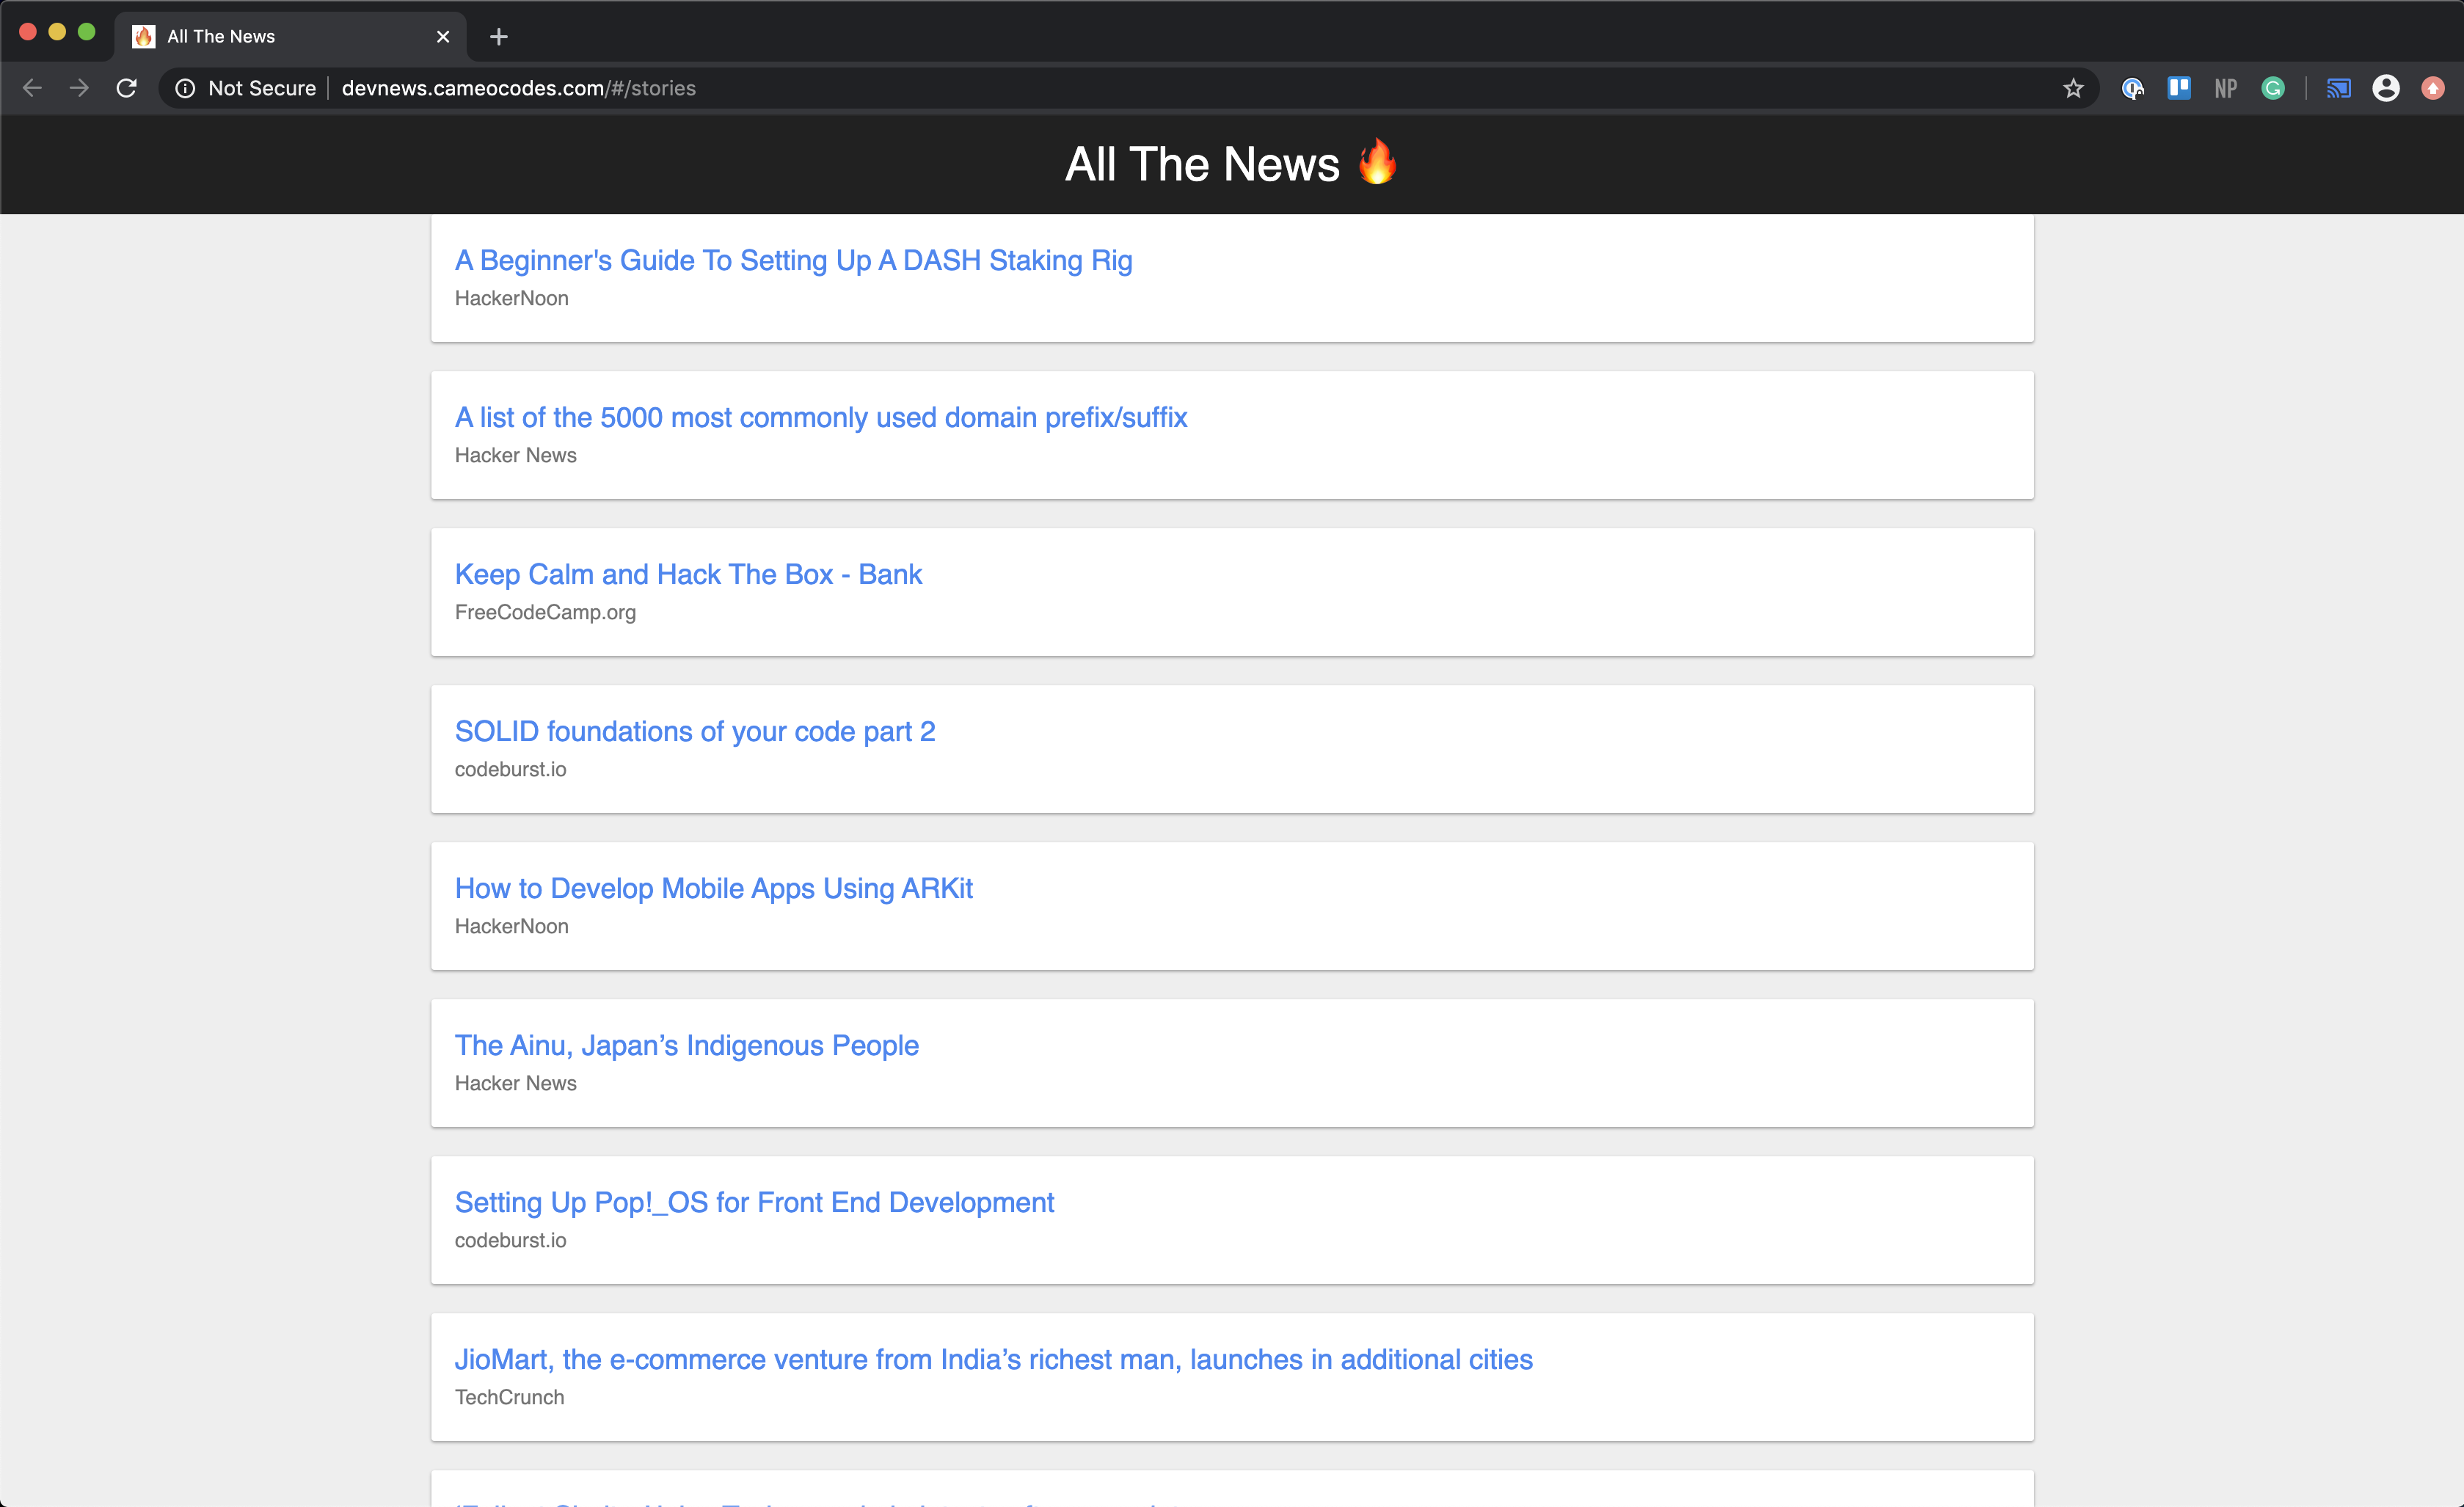 All The News
Not Secure devnews.cameocodes.com/#/stories
NP
All The News 🔥
A Beginner's Guide To Setting Up A DASH Staking Rig
HackerNoon
A list of the 5000 most commonly used domain prefix/suffix
Hacker News
Keep Calm and Hack The Box - Bank
FreeCodeCamp.org
SOLID foundations of your code part 2
codeburst.io
How to Develop Mobile Apps Using ARKit
HackerNoon
The Ainu, Japan’s Indigenous People
Hacker News
Setting Up Pop!_OS for Front End Development
codeburst.io
JioMart, the e-commerce venture from India’s richest man, launches in additional cities
TechCrunch